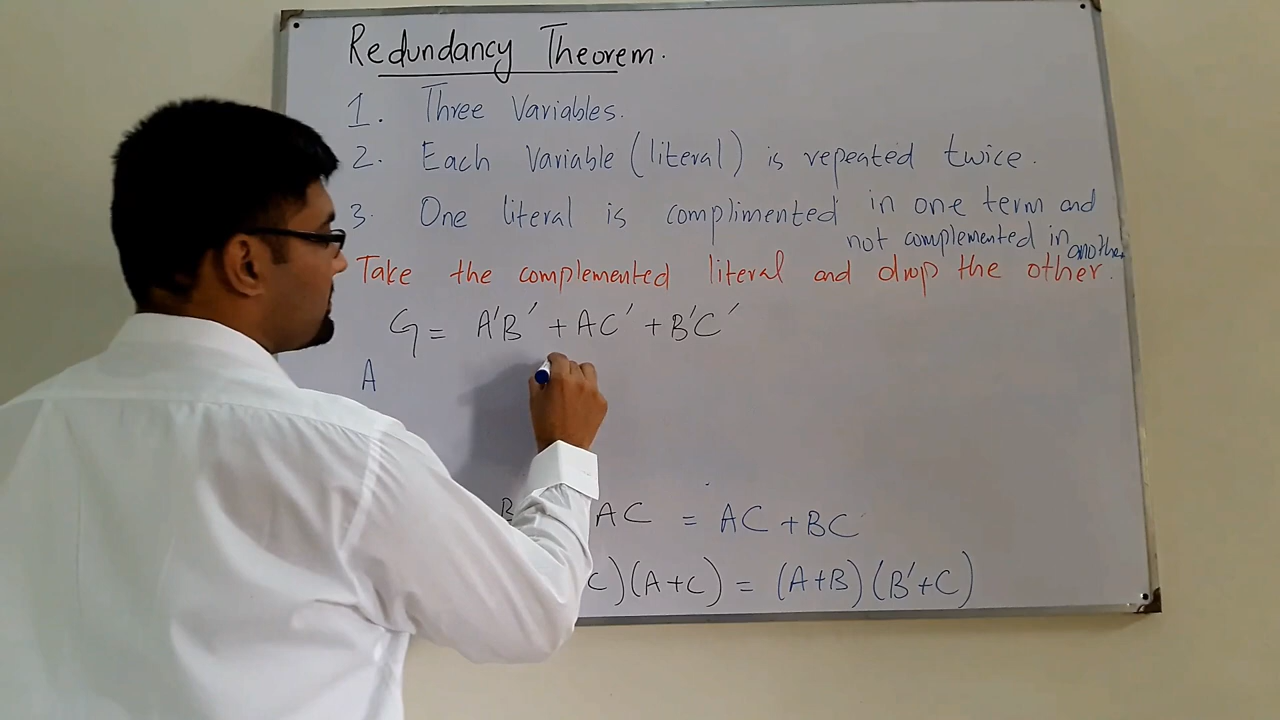 Redundancy Theorem.
1. Three Variables.
2. Each Variable (literal) is repeated twice.
3. One literal is complimented in one term and
not complemented in another
Take the complemented literal and drop the other.
G = A'B' + AC' + B'C'
A
B AC = AC + BC
C)(A+C) = (A+B)(B'+C)